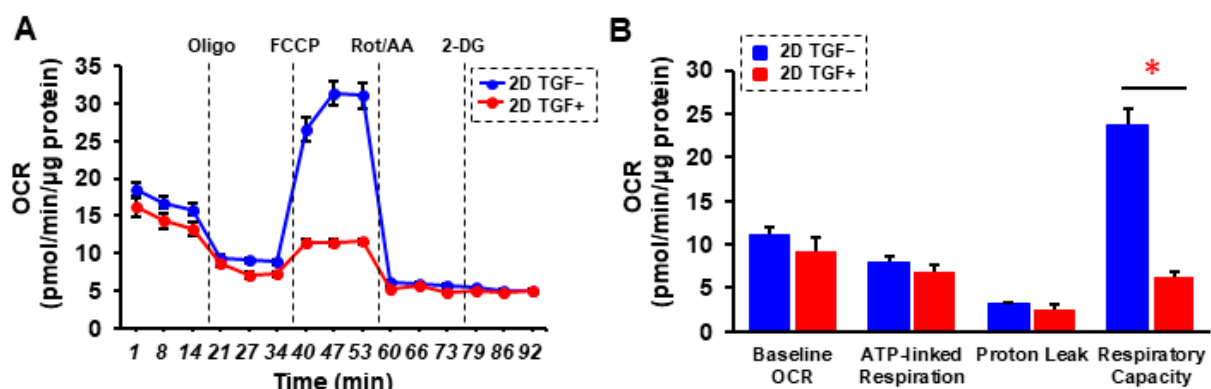 A
Oligo FCCP Rot/AA 2-DG
2D TGF−
2D TGF+
OCR
(pmol/min/µg protein)
35
30
25
20
15
10
5
0
1 8 14 21 27 34 40 47 53 60 66 73 79 86 92
Time (min)
B
2D TGF−
2D TGF+
*
OCR
(pmol/min/µg protein)
30
25
20
15
10
5
0
Baseline
OCR
ATP-linked
Respiration
Proton Leak
Respiratory
Capacity